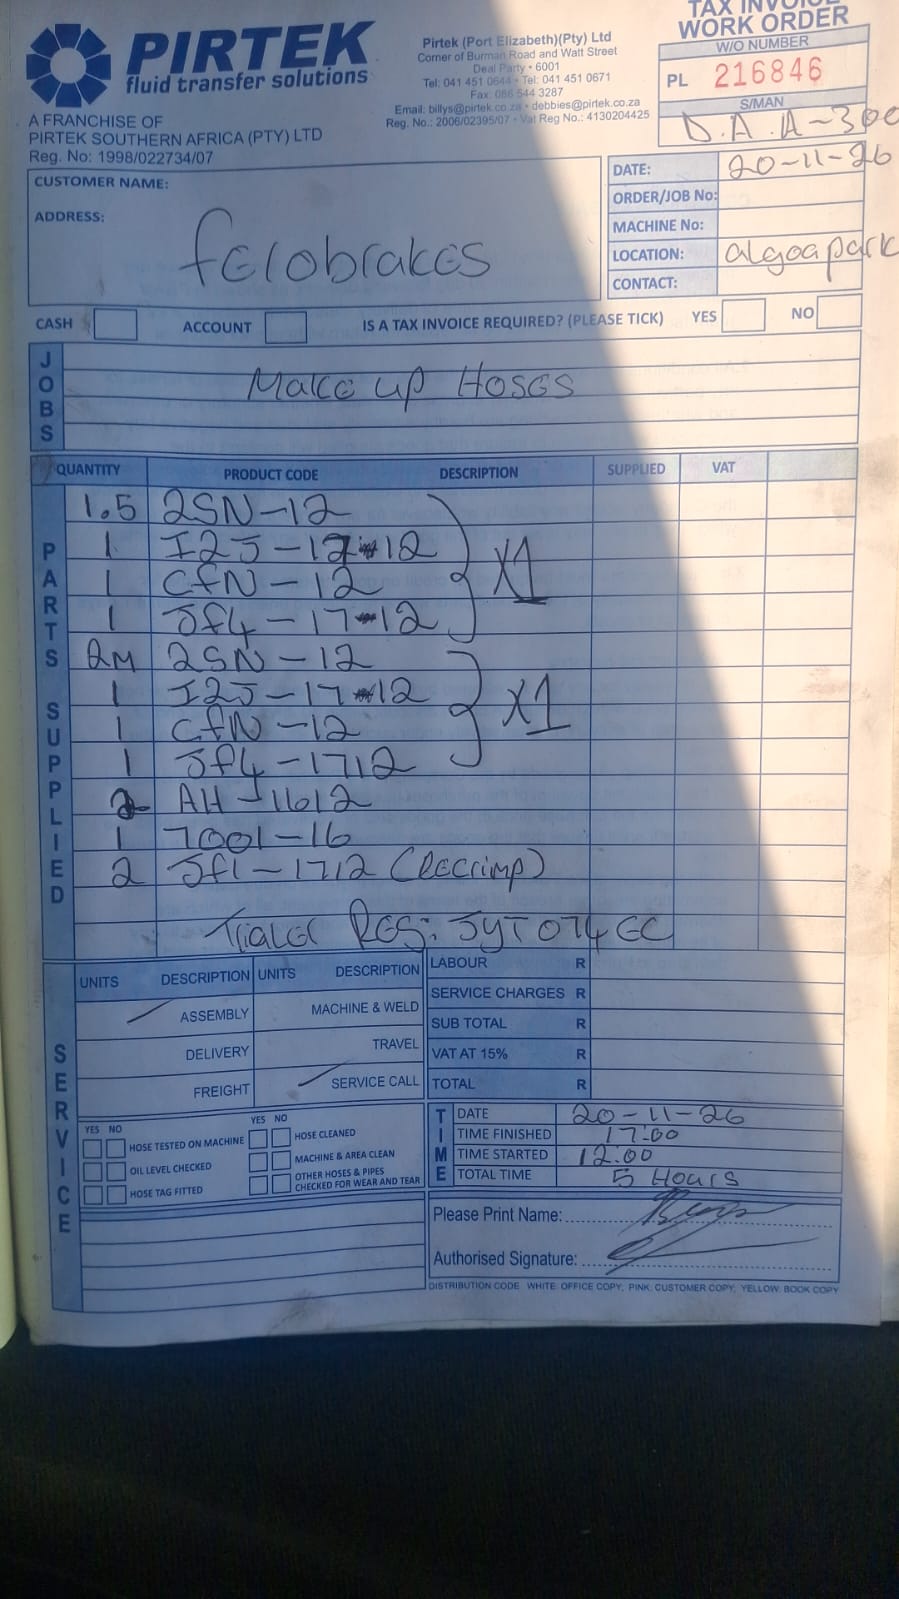 PIRTEK
fluid transfer solutions
A FRANCHISE OF
PIRTEK SOUTHERN AFRICA (PTY) LTD
Reg. No: 1998/022734/07
Pirtek (Port Elizabeth)(Pty) Ltd
Corner of Burman Road and Watt Street
Deal Party • 6001
Tel: 041 451 0644 • Tel: 041 451 0671
Fax: 086 544 3287
Email: billys@pirtek.co.za • debbies@pirtek.co.za
Reg. No.: 2006/02395/07 • Vat Reg No.: 4130204425
TAX INVOICE
WORK ORDER
W/O NUMBER
PL 216846
S/MAN
D.A.A-300
CUSTOMER NAME:
ADDRESS:
felobrakes
DATE: 20-11-26
ORDER/JOB No:
MACHINE No:
LOCATION: algoapark
CONTACT:
CASH ACCOUNT IS A TAX INVOICE REQUIRED? (PLEASE TICK) YES NO
JOBS
Make up Hoses
QUANTITY PRODUCT CODE DESCRIPTION SUPPLIED VAT
PARTS SUPPLIED
1.5 2SN-12
1 I2J-17-12
1 CfN-12 X1
1 Jf4-17-12
2M 2SN-12
1 I2J-17-12
1 CfN-12 X1
1 Jf4-1712
2 AH-1612
1 7001-16
2 Jf1-1712 (Recrimp)
Trailer Reg: JYT074EC
SERVICE
UNITS DESCRIPTION UNITS DESCRIPTION
ASSEMBLY MACHINE & WELD
DELIVERY TRAVEL
FREIGHT SERVICE CALL
LABOUR R
SERVICE CHARGES R
SUB TOTAL R
VAT AT 15% R
TOTAL R
YES NO YES NO
HOSE TESTED ON MACHINE HOSE CLEANED
OIL LEVEL CHECKED MACHINE & AREA CLEAN
HOSE TAG FITTED OTHER HOSES & PIPES
CHECKED FOR WEAR AND TEAR
TIME
DATE 20-11-26
TIME FINISHED 17:00
TIME STARTED 12:00
TOTAL TIME 5 Hours
Please Print Name:
Authorised Signature:
DISTRIBUTION CODE WHITE: OFFICE COPY, PINK: CUSTOMER COPY, YELLOW: BOOK COPY